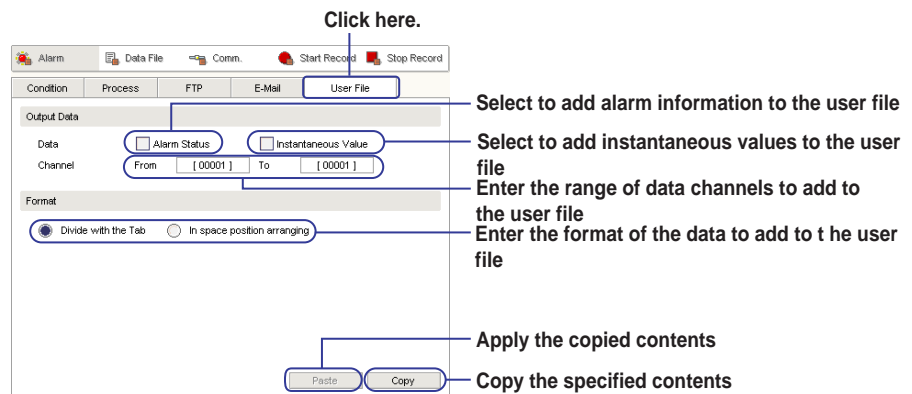 Click here.
Alarm Data File Comm. Start Record Stop Record
Condition Process FTP E-Mail User File
Output Data
Data Alarm Status Instantaneous Value
Channel From [ 00001 ] To [ 00001 ]
Format
Divide with the Tab In space position arranging
Paste Copy
Select to add alarm information to the user file
Select to add instantaneous values to the user
file
Enter the range of data channels to add to
the user file
Enter the format of the data to add to t he user
file
Apply the copied contents
Copy the specified contents